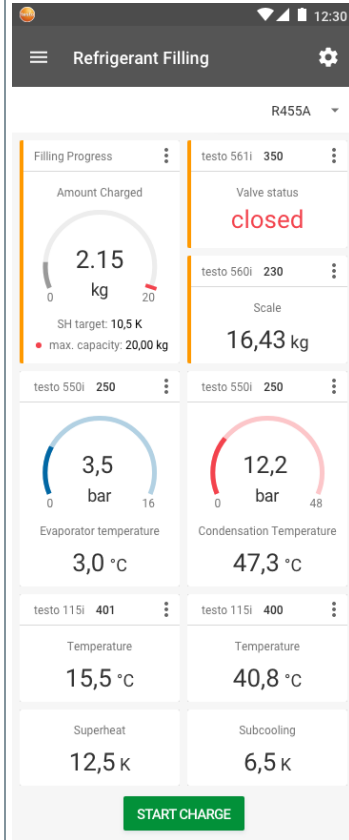 12:30
Refrigerant Filling
R455A
Filling Progress
Amount Charged
2.15
kg
0 20
SH target: 10,5 K
max. capacity: 20,00 kg
testo 561i 350
Valve status
closed
testo 560i 230
Scale
16,43 kg
testo 550i 250
3,5
bar
0 16
Evaporator temperature
3,0 °C
testo 550i 250
12,2
bar
0 48
Condensation Temperature
47,3 °C
testo 115i 401
Temperature
15,5 °C
testo 115i 400
Temperature
40,8 °C
Superheat
12,5 K
Subcooling
6,5 K
START CHARGE